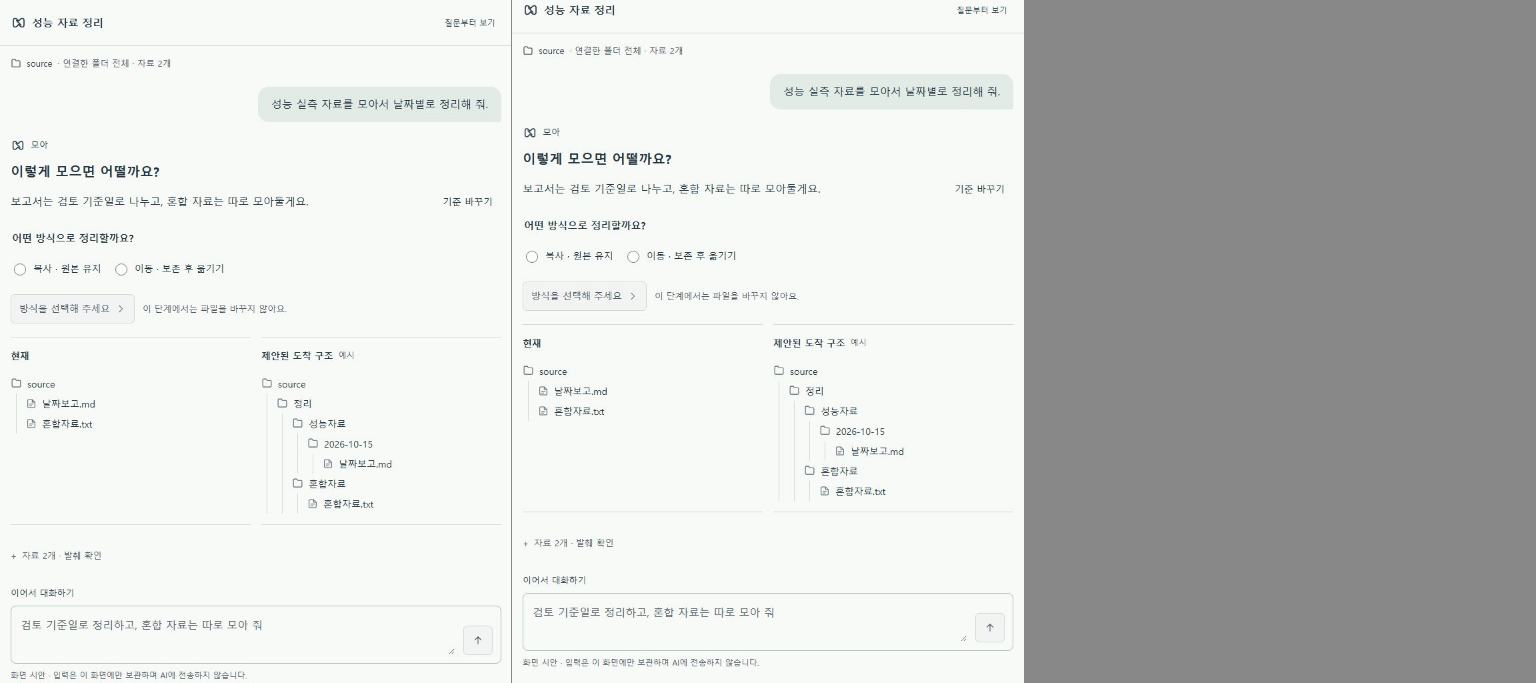 성능 자료 정리
질문부터 보기
source · 연결한 폴더 전체 · 자료 2개
성능 실측 자료를 모아서 날짜별로 정리해 줘.
모아
이렇게 모으면 어떨까요?
보고서는 검토 기준일로 나누고, 혼합 자료는 따로 모아둘게요.
기준 바꾸기
어떤 방식으로 정리할까요?
복사 · 원본 유지
이동 · 보존 후 옮기기
방식을 선택해 주세요
이 단계에서는 파일을 바꾸지 않아요.
현재
source
날짜보고.md
혼합자료.txt
제안된 도착 구조 예시
source
정리
성능자료
2026-10-15
날짜보고.md
혼합자료
혼합자료.txt
+ 자료 2개 · 발췌 확인
이어서 대화하기
검토 기준일로 정리하고, 혼합 자료는 따로 모아 줘
화면 시안 · 입력은 이 화면에만 보관하며 AI에 전송하지 않습니다.
성능 자료 정리
질문부터 보기
source · 연결한 폴더 전체 · 자료 2개
성능 실측 자료를 모아서 날짜별로 정리해 줘.
모아
이렇게 모으면 어떨까요?
보고서는 검토 기준일로 나누고, 혼합 자료는 따로 모아둘게요.
기준 바꾸기
어떤 방식으로 정리할까요?
복사 · 원본 유지
이동 · 보존 후 옮기기
방식을 선택해 주세요
이 단계에서는 파일을 바꾸지 않아요.
현재
source
날짜보고.md
혼합자료.txt
제안된 도착 구조 예시
source
정리
성능자료
2026-10-15
날짜보고.md
혼합자료
혼합자료.txt
+ 자료 2개 · 발췌 확인
이어서 대화하기
검토 기준일로 정리하고, 혼합 자료는 따로 모아 줘
화면 시안 · 입력은 이 화면에만 보관하며 AI에 전송하지 않습니다.